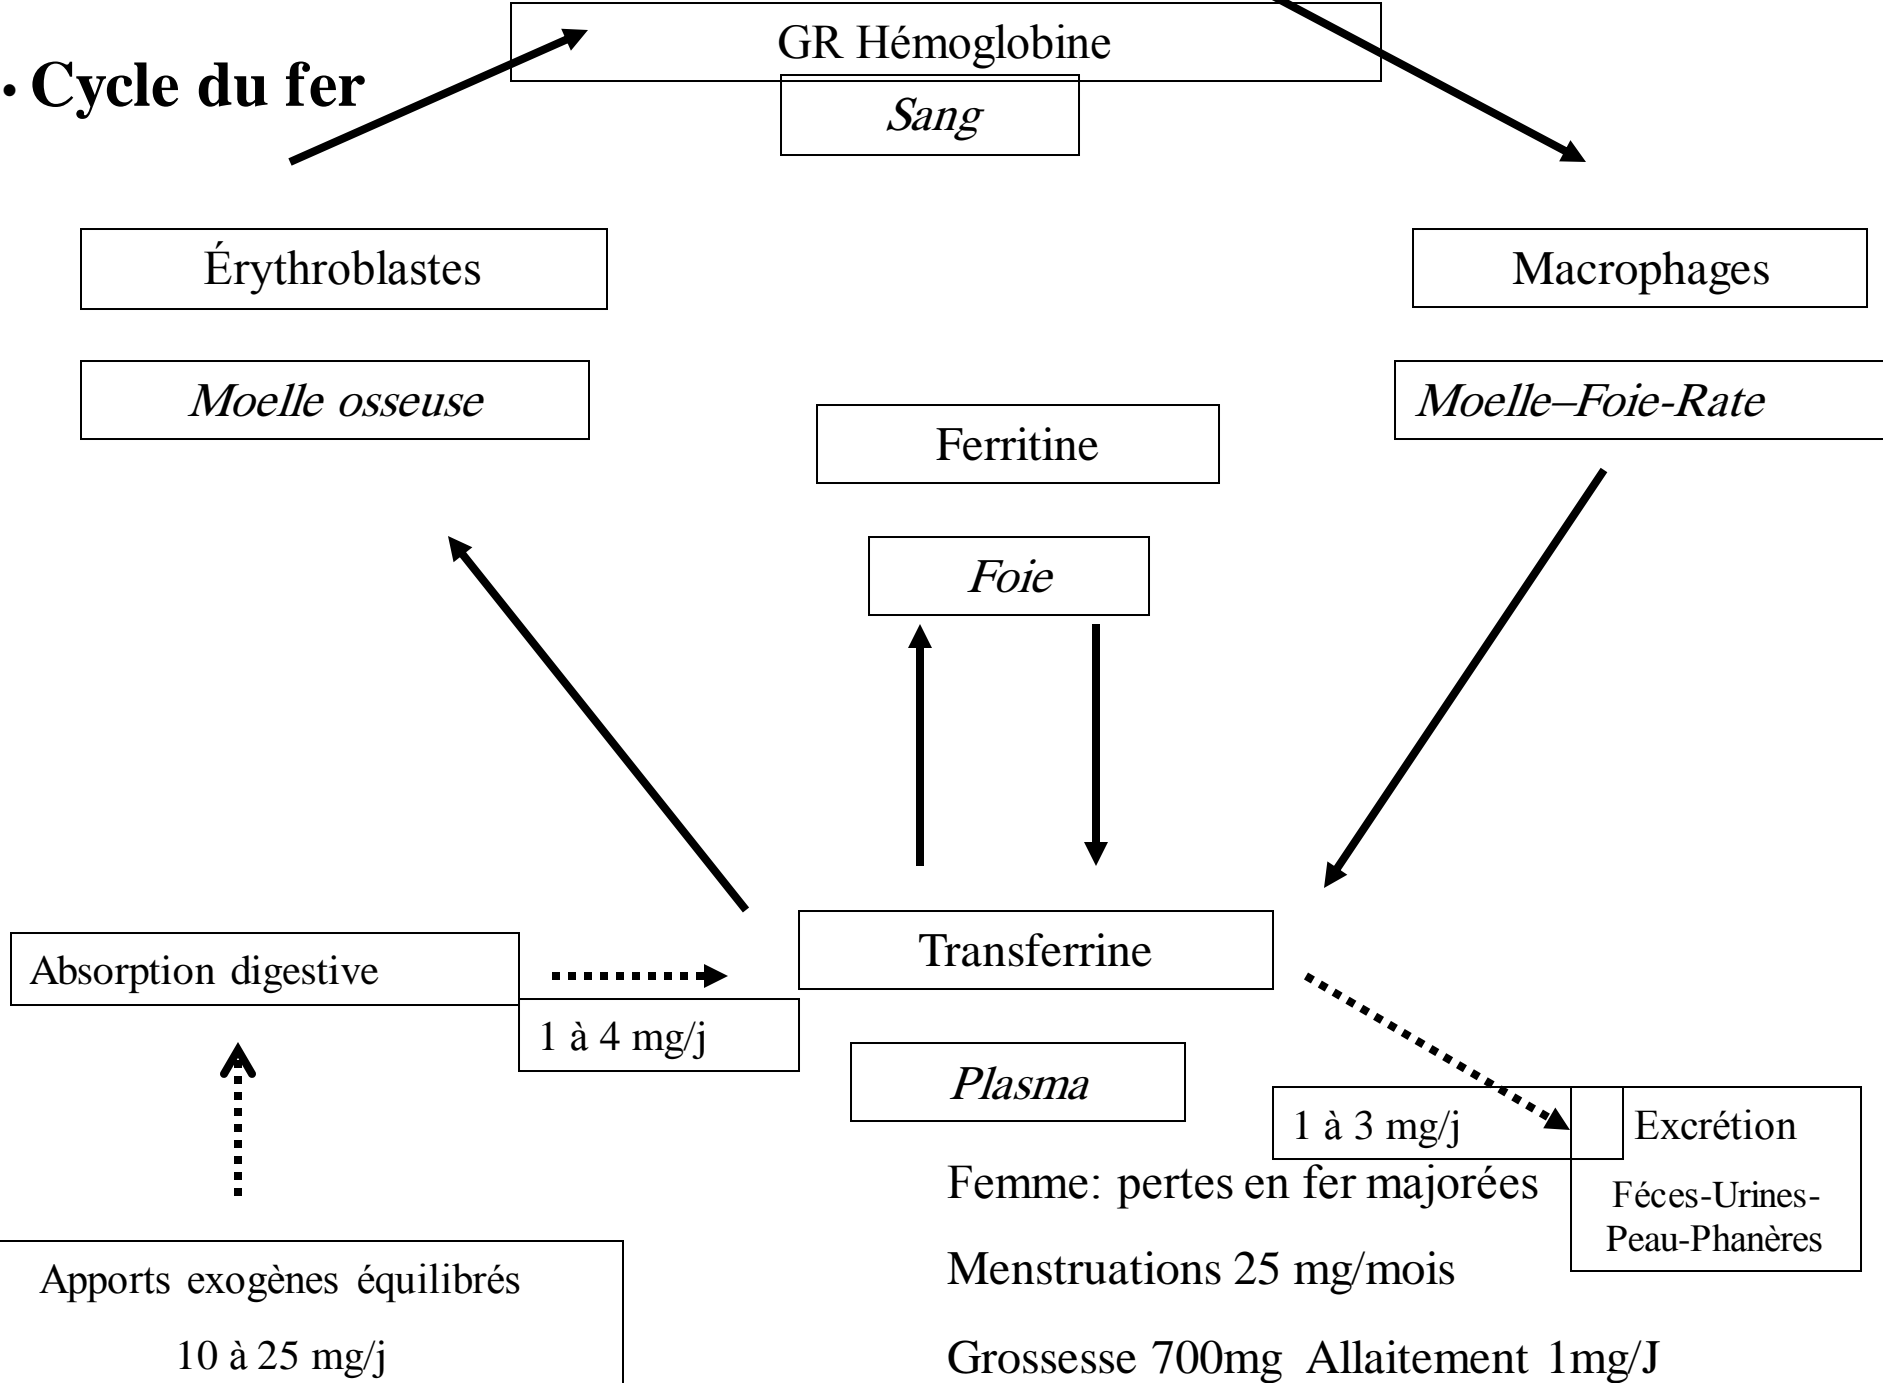 GR Hémoglobine
• Cycle du fer
Sang
Érythroblastes
Macrophages
Moelle osseuse
Moelle–Foie-Rate
Ferritine
Foie
Transferrine
Absorption digestive
1 à 4 mg/j
Plasma
1 à 3 mg/j
Excrétion
Féces-Urines-
Peau-Phanères
Femme: pertes en fer majorées
Menstruations 25 mg/mois
Grossesse 700mg Allaitement 1mg/J
Apports exogènes équilibrés
10 à 25 mg/j